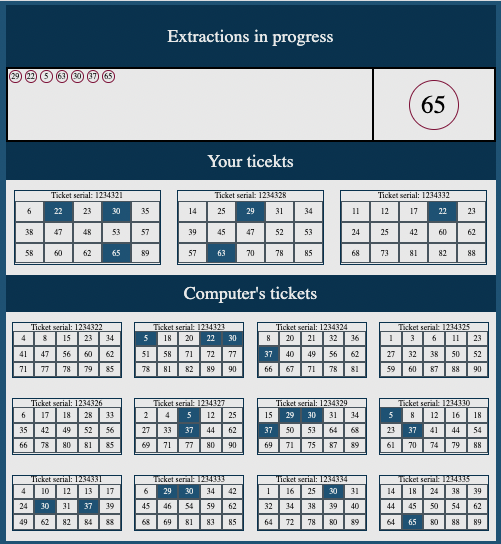 Extractions in progress
29 22 5 63 30 37 65
65
Your ticekts
Ticket serial: 1234321 Ticket serial: 1234328 Ticket serial: 1234332
6 22 23 30 35 14 25 29 31 34 11 12 17 22 23
38 47 48 53 57 39 45 47 52 53 24 25 42 60 62
58 60 62 65 89 57 63 70 78 85 68 73 81 82 88
Computer's tickets
Ticket serial: 1234322 Ticket serial: 1234323 Ticket serial: 1234324 Ticket serial: 1234325
4 8 15 23 34 5 18 20 22 30 8 20 21 32 36 1 3 6 11 23
41 47 56 60 62 51 58 71 72 77 37 40 49 56 62 27 32 38 50 52
71 77 78 79 85 78 81 82 89 90 66 67 71 78 81 59 60 87 88 90
Ticket serial: 1234326 Ticket serial: 1234327 Ticket serial: 1234329 Ticket serial: 1234330
6 17 18 28 33 2 4 5 12 25 15 29 30 31 34 5 8 12 16 18
35 42 49 52 56 27 33 37 44 62 37 50 53 64 68 23 37 41 44 54
66 78 80 81 85 69 71 77 80 90 69 71 75 87 89 61 70 74 79 88
Ticket serial: 1234331 Ticket serial: 1234333 Ticket serial: 1234334 Ticket serial: 1234335
4 10 12 13 17 6 29 30 34 42 1 16 25 30 31 14 18 24 38 39
24 30 31 37 39 45 46 54 59 62 32 34 38 39 40 44 45 50 54 62
49 62 82 84 88 68 69 81 83 85 64 72 78 80 89 64 65 80 88 89